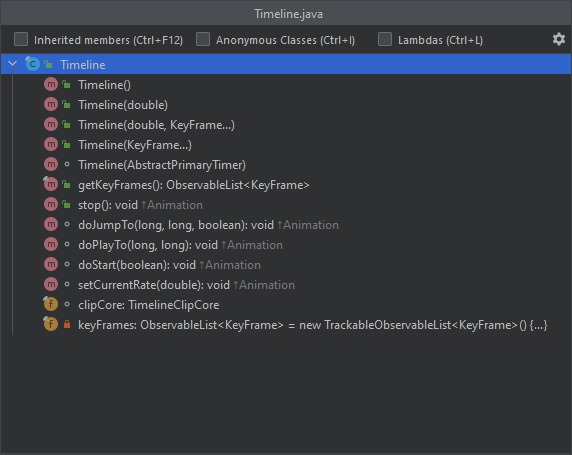 Timeline.java
Inherited members (Ctrl+F12) Anonymous Classes (Ctrl+I) Lambdas (Ctrl+L)
Timeline
Timeline()
Timeline(double)
Timeline(double, KeyFrame...)
Timeline(KeyFrame...)
Timeline(AbstractPrimaryTimer)
getKeyFrames(): ObservableList<KeyFrame>
stop(): void ↑Animation
doJumpTo(long, long, boolean): void ↑Animation
doPlayTo(long, long): void ↑Animation
doStart(boolean): void ↑Animation
setCurrentRate(double): void ↑Animation
clipCore: TimelineClipCore
keyFrames: ObservableList<KeyFrame> = new TrackableObservableList<KeyFrame>() {...}